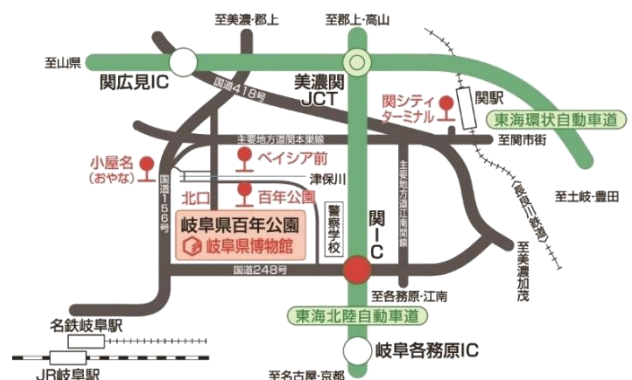 至美濃・郡上
至郡上・高山
至山県
関広見IC
国道418号
美濃関
JCT
関駅
関シティ
ターミナル
東海環状自動車道
主要地方道関本巣線
至関市街
小屋名
(おやな)
ベイシア前
津保川
北口
百年公園
国道156号
警察学校
関IC
主要地方道江南関線
《長良川鉄道》
至土岐・豊田
岐阜県百年公園
岐阜県博物館
国道248号
至美濃加茂
至各務原・江南
名鉄岐阜駅
東海北陸自動車道
岐阜各務原IC
JR岐阜駅
至名古屋・京都